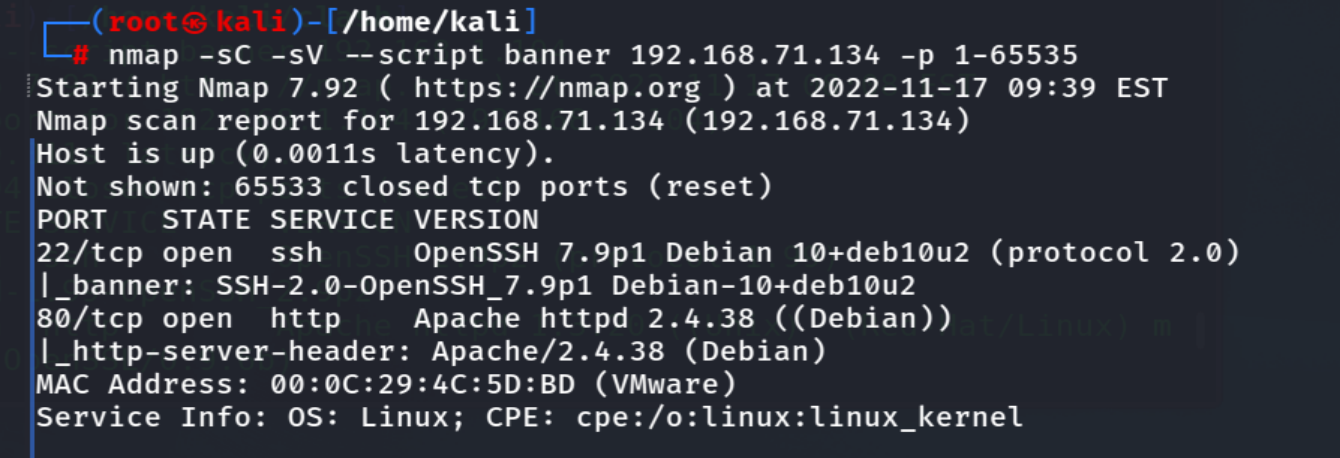 ┌──(root㉿kali)-[/home/kali]
└─# nmap -sC -sV --script banner 192.168.71.134 -p 1-65535
Starting Nmap 7.92 ( https://nmap.org ) at 2022-11-17 09:39 EST
Nmap scan report for 192.168.71.134 (192.168.71.134)
Host is up (0.0011s latency).
Not shown: 65533 closed tcp ports (reset)
PORT   STATE SERVICE VERSION
22/tcp open  ssh     OpenSSH 7.9p1 Debian 10+deb10u2 (protocol 2.0)
|_banner: SSH-2.0-OpenSSH_7.9p1 Debian-10+deb10u2
80/tcp open  http    Apache httpd 2.4.38 ((Debian))
|_http-server-header: Apache/2.4.38 (Debian)
MAC Address: 00:0C:29:4C:5D:BD (VMware)
Service Info: OS: Linux; CPE: cpe:/o:linux:linux_kernel